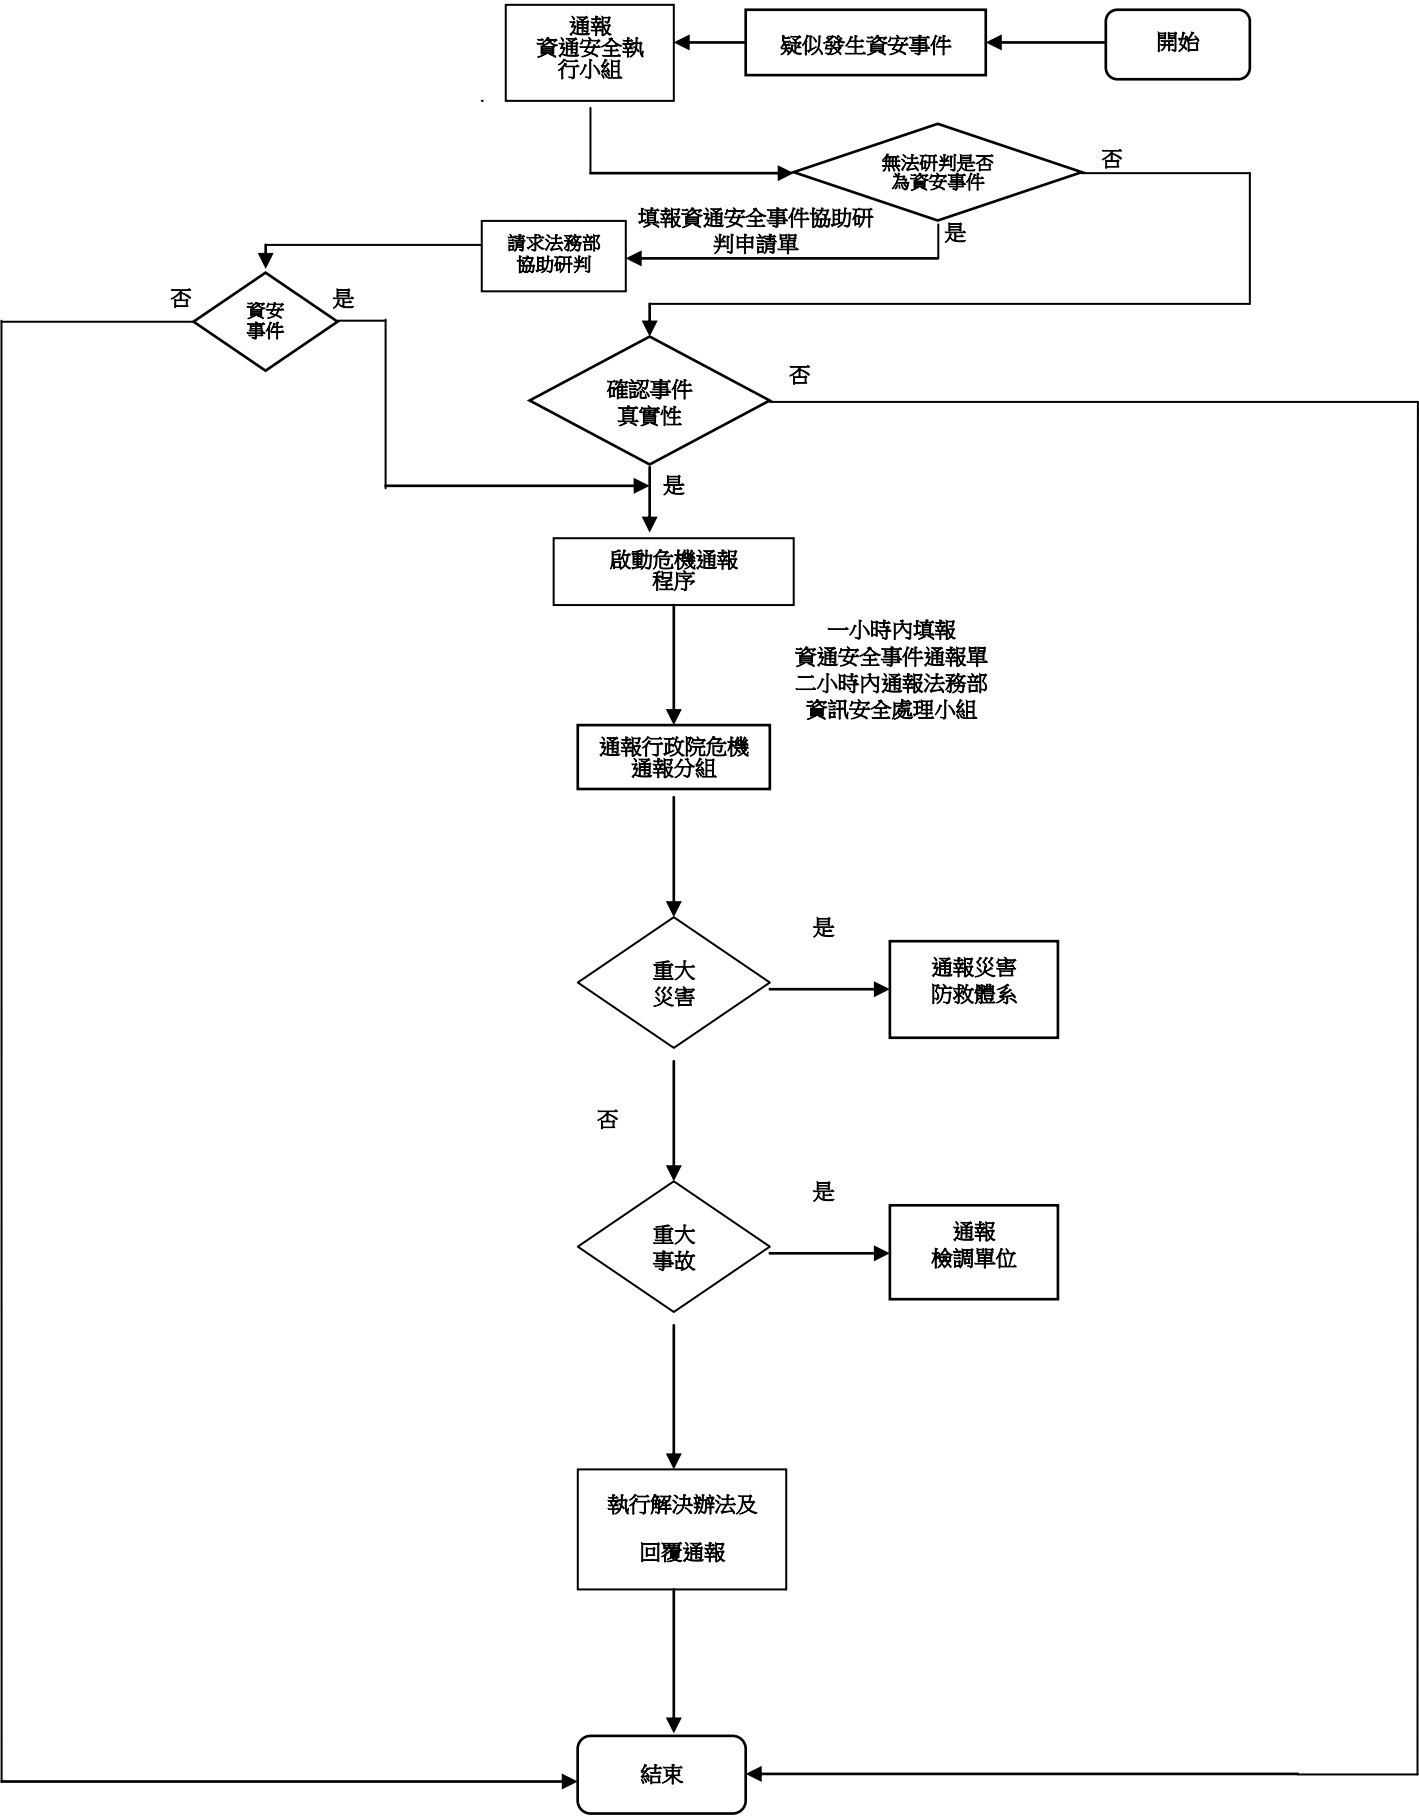 開始
疑似發生資安事件
通報
資通安全執
行小組
無法研判是否
為資安事件
否
是
填報資通安全事件協助研
判申請單
請求法務部
協助研判
資安
事件
否
是
確認事件
真實性
否
是
啟動危機通報
程序
一小時內填報
資通安全事件通報單
二小時內通報法務部
資訊安全處理小組
通報行政院危機
通報分組
重大
災害
是
通報災害
防救體系
否
重大
事故
是
通報
檢調單位
執行解決辦法及
回覆通報
結束